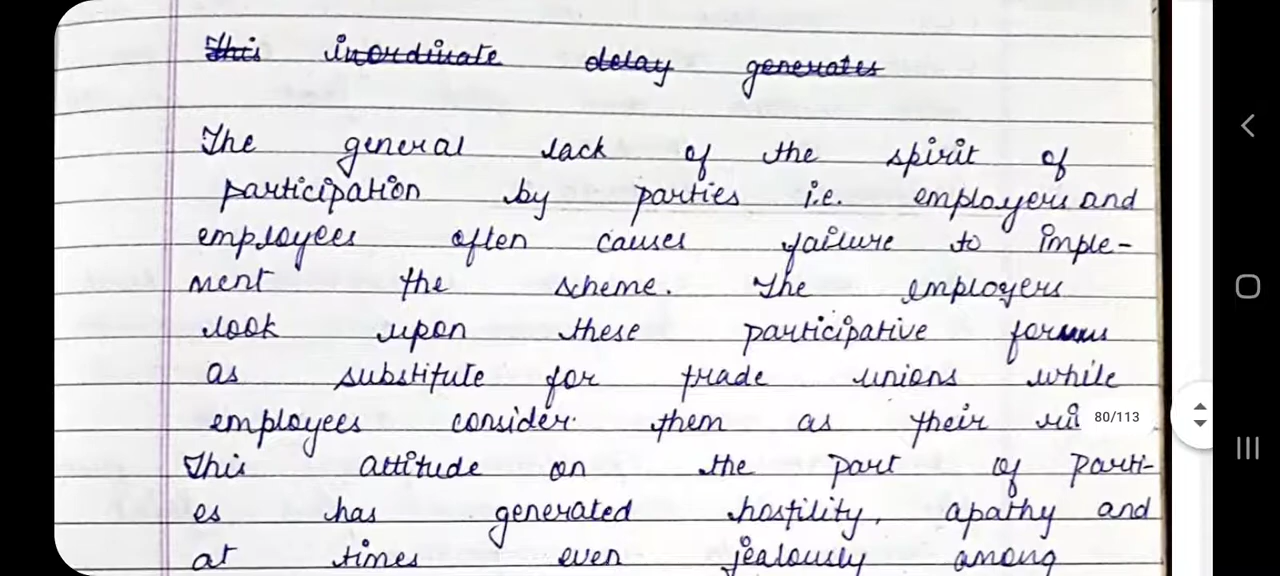 This inordinate delay generates
The general lack of the spirit of
participation by parties i.e. employers and
employees often causes failure to imple-
ment the scheme. The employers
look upon these participative forums
as substitute for trade unions while
employees consider them as their
80/113
This attitude on the part of parti-
es has generated hostility, apathy and
at times even jealously among